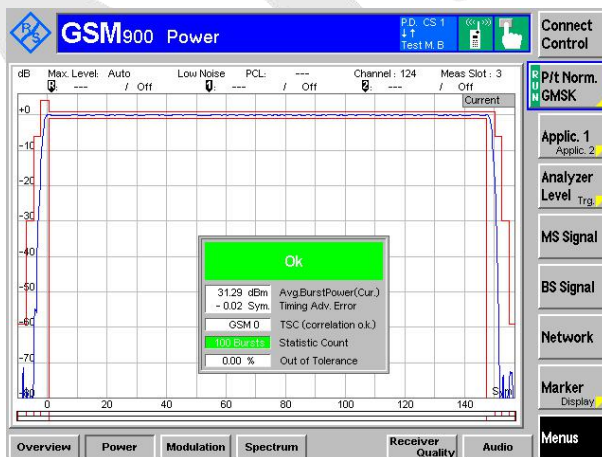 GSM900 Power
P.D. CS 1
Test M. B
Connect Control
dB Max. Level: Auto Low Noise PCL: --- Channel : 124 Meas Slot : 3
--- / Off 1: --- / Off 2: --- / Off
Current
RUN
P/t Norm. GMSK
Applic. 1
Applic. 2
Analyzer Level Trg.
MS Signal
BS Signal
Network
Marker
Display
Menus
+0
-10
-20
-30
-40
-50
-60
-70
-80
Ok
31.29 dBm Avg.BurstPower(Cur.)
- 0.02 Sym. Timing Adv. Error
GSM 0 TSC (correlation o.k.)
100 Bursts Statistic Count
0.00 % Out of Tolerance
0 20 40 60 80 100 120 140 Sym
Overview Power Modulation Spectrum Receiver Quality Audio